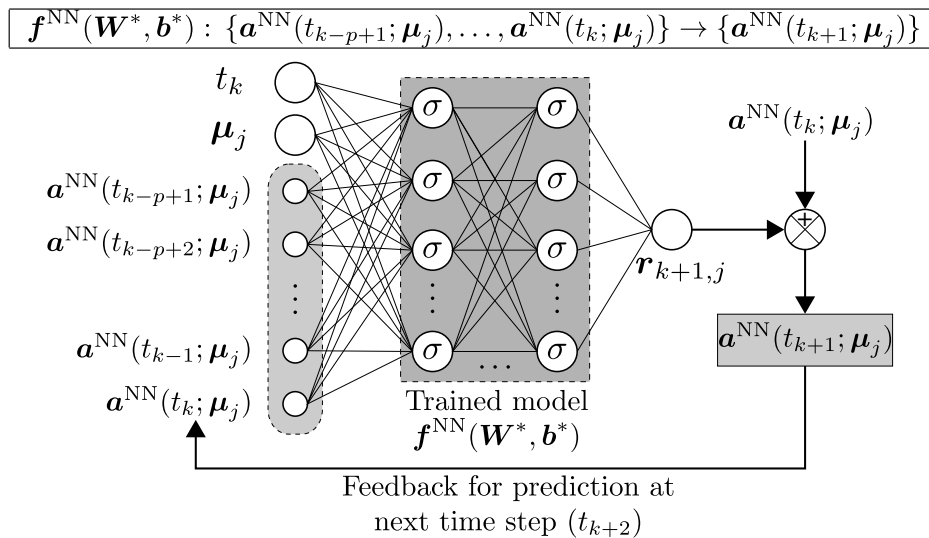 𝒇^NN(𝑾*, 𝒃*) : {𝒂^NN(t_{k−p+1}; 𝝁_j), . . . , 𝒂^NN(t_k; 𝝁_j)} → {𝒂^NN(t_{k+1}; 𝝁_j)}
t_k
𝝁_j
𝒂^NN(t_{k−p+1}; 𝝁_j)
𝒂^NN(t_{k−p+2}; 𝝁_j)
⋮
𝒂^NN(t_{k−1}; 𝝁_j)
𝒂^NN(t_k; 𝝁_j)
σ σ
σ σ
σ σ
⋮ ⋮
σ σ
...
Trained model
𝒇^NN(𝑾*, 𝒃*)
𝒓_{k+1,j}
𝒂^NN(t_k; 𝝁_j)
+
𝒂^NN(t_{k+1}; 𝝁_j)
Feedback for prediction at
next time step (t_{k+2})